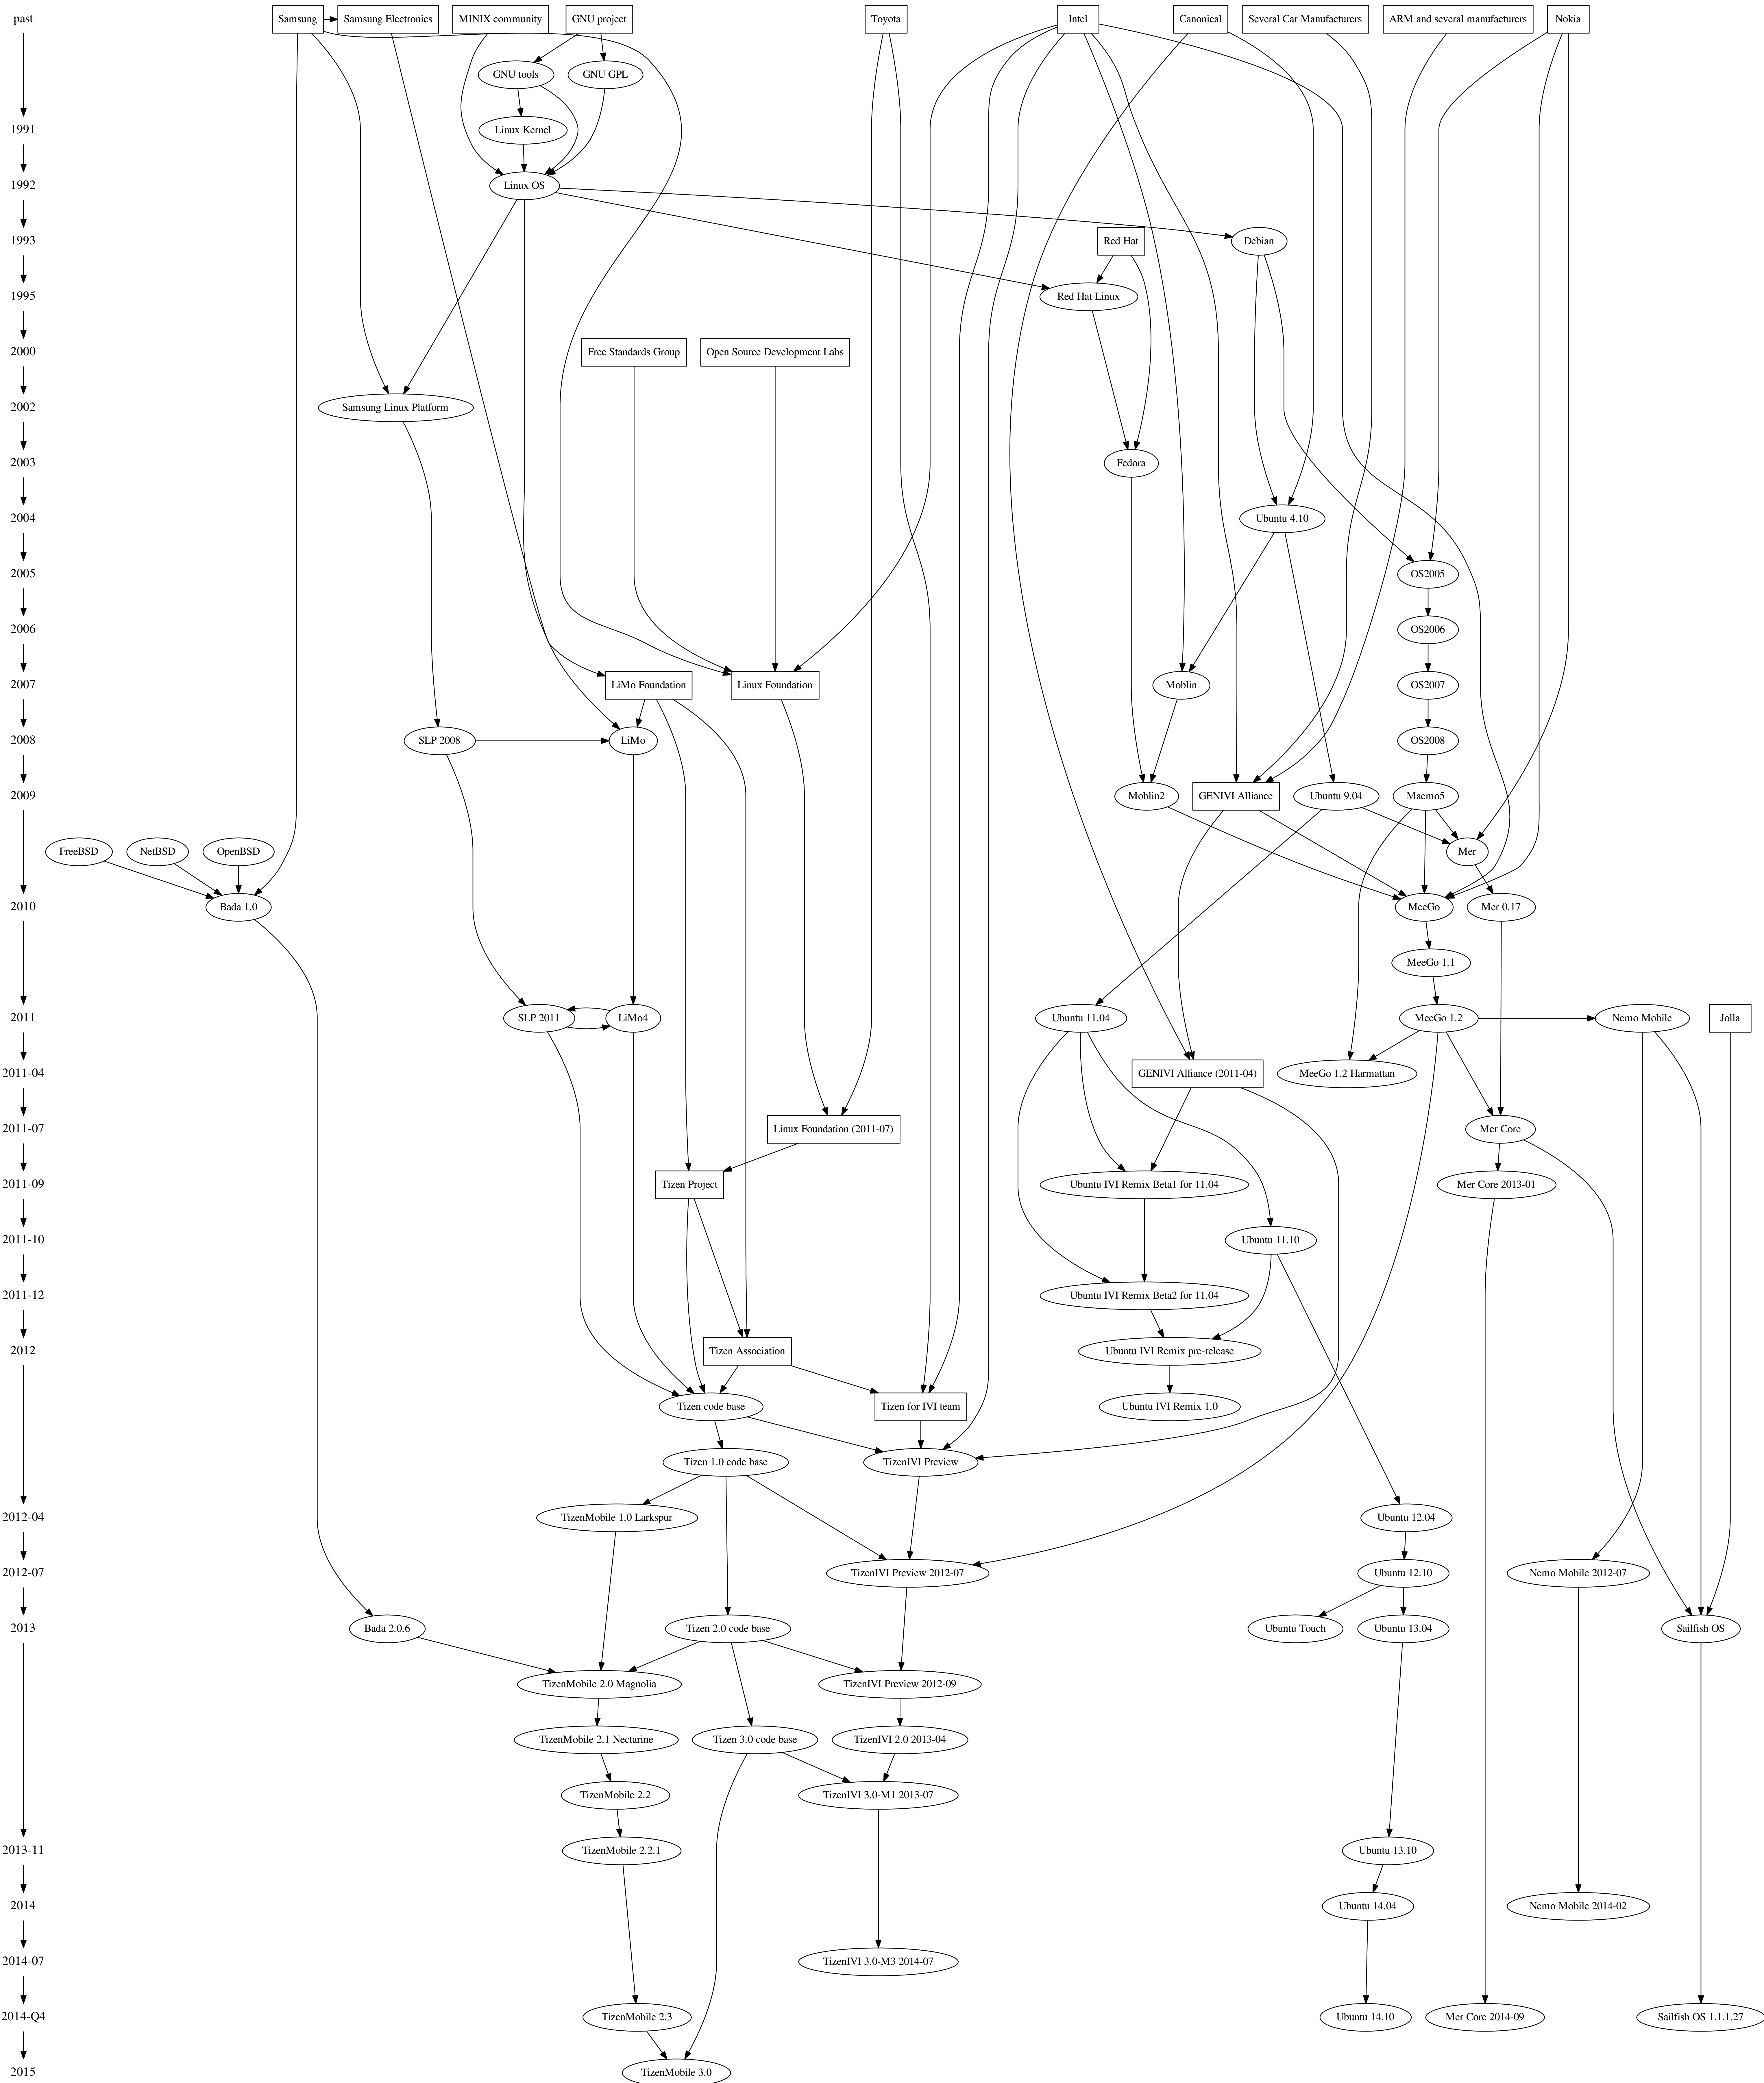 past
Samsung
Samsung Electronics
MINIX community
GNU project
Toyota
Intel
Canonical
Several Car Manufacturers
ARM and several manufacturers
Nokia
GNU tools
GNU GPL
1991
Linux Kernel
1992
Linux OS
1993
Red Hat
Debian
1995
Red Hat Linux
2000
Free Standards Group
Open Source Development Labs
2002
Samsung Linux Platform
2003
Fedora
2004
Ubuntu 4.10
2005
OS2005
2006
OS2006
2007
LiMo Foundation
Linux Foundation
Moblin
OS2007
2008
SLP 2008
LiMo
OS2008
2009
Moblin2
GENIVI Alliance
Ubuntu 9.04
Maemo5
FreeBSD
NetBSD
OpenBSD
Mer
2010
Bada 1.0
MeeGo
Mer 0.17
MeeGo 1.1
2011
SLP 2011
LiMo4
Ubuntu 11.04
MeeGo 1.2
Nemo Mobile
Jolla
2011-04
GENIVI Alliance (2011-04)
MeeGo 1.2 Harmattan
2011-07
Linux Foundation (2011-07)
Mer Core
2011-09
Tizen Project
Ubuntu IVI Remix Beta1 for 11.04
Mer Core 2013-01
2011-10
Ubuntu 11.10
2011-12
Ubuntu IVI Remix Beta2 for 11.04
2012
Tizen Association
Ubuntu IVI Remix pre-release
Tizen code base
Tizen for IVI team
Ubuntu IVI Remix 1.0
Tizen 1.0 code base
TizenIVI Preview
2012-04
TizenMobile 1.0 Larkspur
Ubuntu 12.04
2012-07
TizenIVI Preview 2012-07
Ubuntu 12.10
Nemo Mobile 2012-07
2013
Bada 2.0.6
Tizen 2.0 code base
Ubuntu Touch
Ubuntu 13.04
Sailfish OS
TizenMobile 2.0 Magnolia
TizenIVI Preview 2012-09
TizenMobile 2.1 Nectarine
Tizen 3.0 code base
TizenIVI 2.0 2013-04
TizenMobile 2.2
TizenIVI 3.0-M1 2013-07
2013-11
TizenMobile 2.2.1
Ubuntu 13.10
2014
Ubuntu 14.04
Nemo Mobile 2014-02
2014-07
TizenIVI 3.0-M3 2014-07
2014-Q4
TizenMobile 2.3
Ubuntu 14.10
Mer Core 2014-09
Sailfish OS 1.1.1.27
2015
TizenMobile 3.0